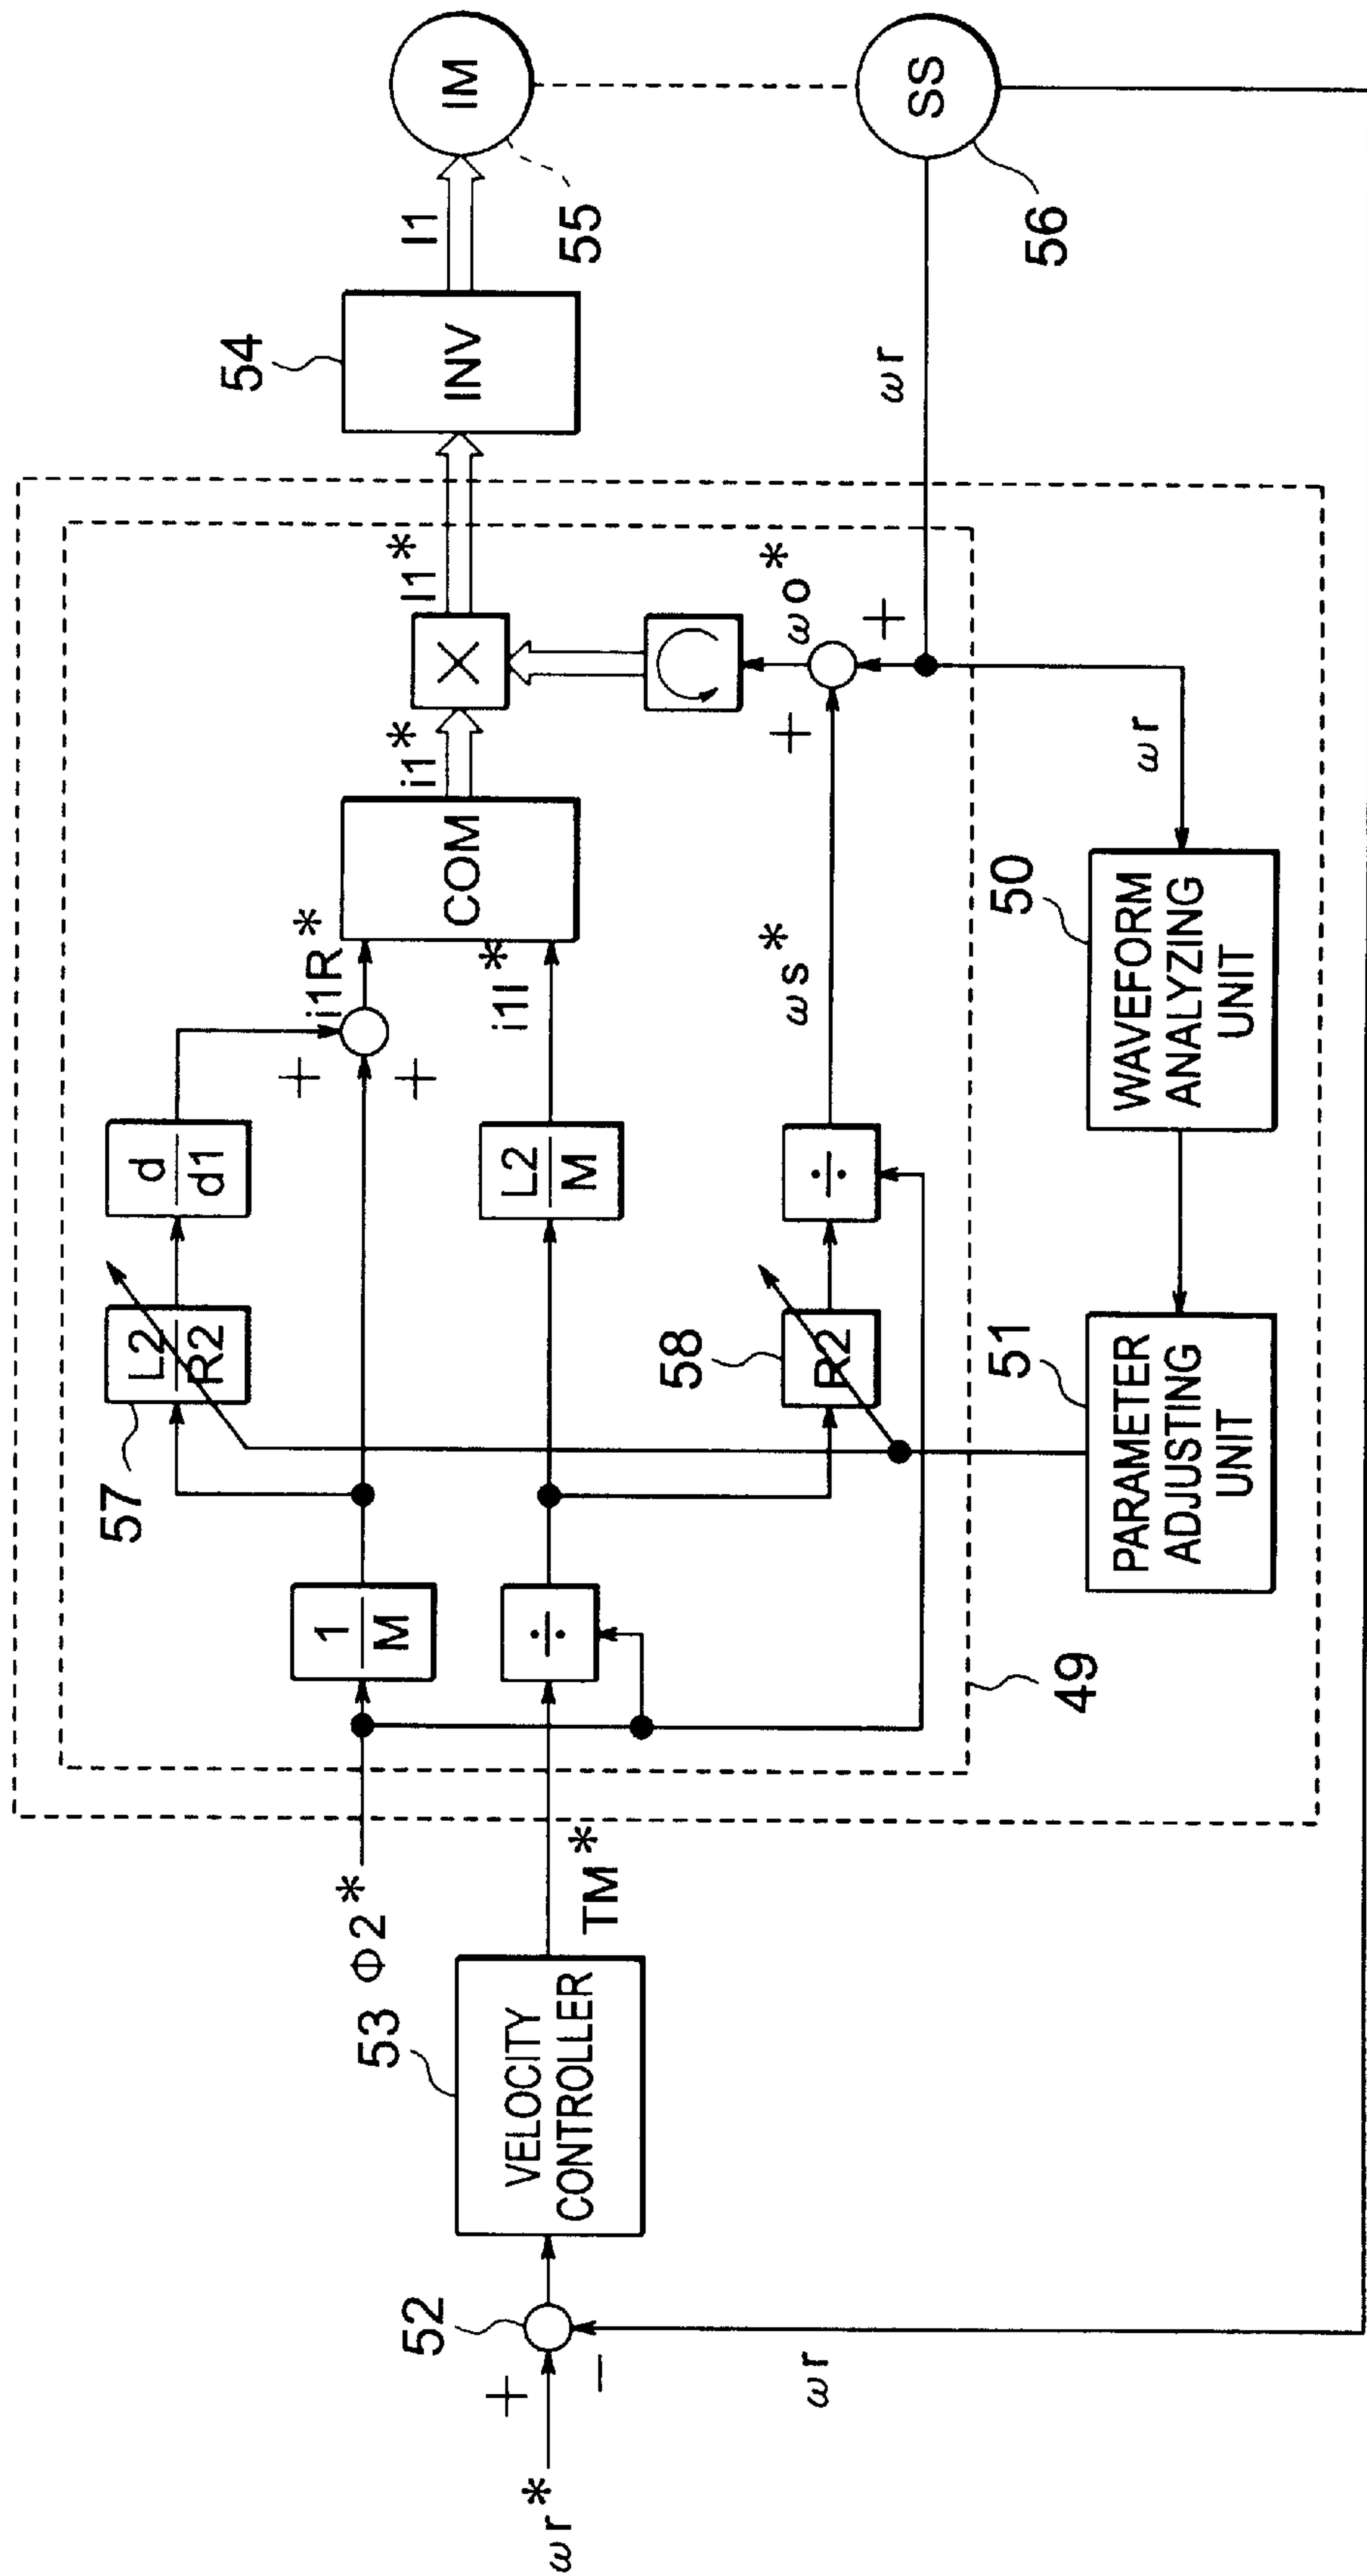 ωr*
+
−
ωr
52
VELOCITY
CONTROLLER
53
TM*
Φ2*
1
M
÷
57
L2
R2
d
d1
+
+
i1R*
L2
M
i1I*
COM
i1*
×
I1*
54
INV
I1
IM
55
58
R2
÷
ωs*
+
ωo*
+
ωr
SS
56
49
51
PARAMETER
ADJUSTING
UNIT
50
WAVEFORM
ANALYZING
UNIT
ωr